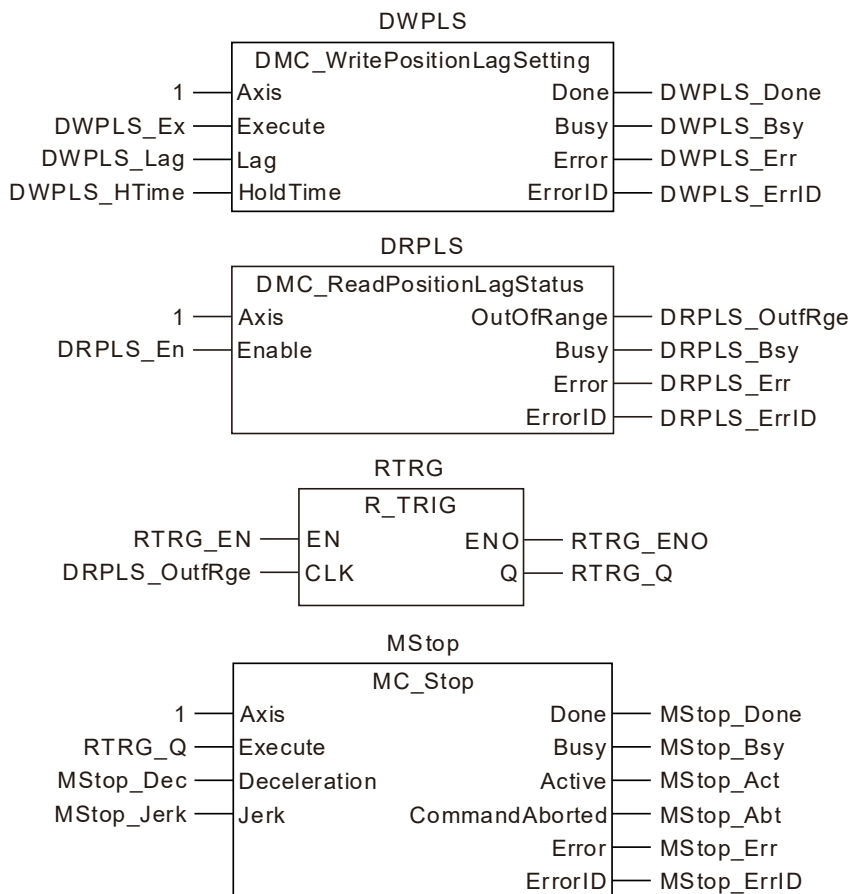 DWPLS
DMC_WritePositionLagSetting
1 Axis Done DWPLS_Done
DWPLS_Ex Execute Busy DWPLS_Bsy
DWPLS_Lag Lag Error DWPLS_Err
DWPLS_HTime HoldTime ErrorID DWPLS_ErrID
DRPLS
DMC_ReadPositionLagStatus
1 Axis OutOfRange DRPLS_OutfRge
DRPLS_En Enable Busy DRPLS_Bsy
Error DRPLS_Err
ErrorID DRPLS_ErrID
RTRG
R_TRIG
RTRG_EN EN ENO RTRG_ENO
DRPLS_OutfRge CLK Q RTRG_Q
MStop
MC_Stop
1 Axis Done MStop_Done
RTRG_Q Execute Busy MStop_Bsy
MStop_Dec Deceleration Active MStop_Act
MStop_Jerk Jerk CommandAborted MStop_Abt
Error MStop_Err
ErrorID MStop_ErrID